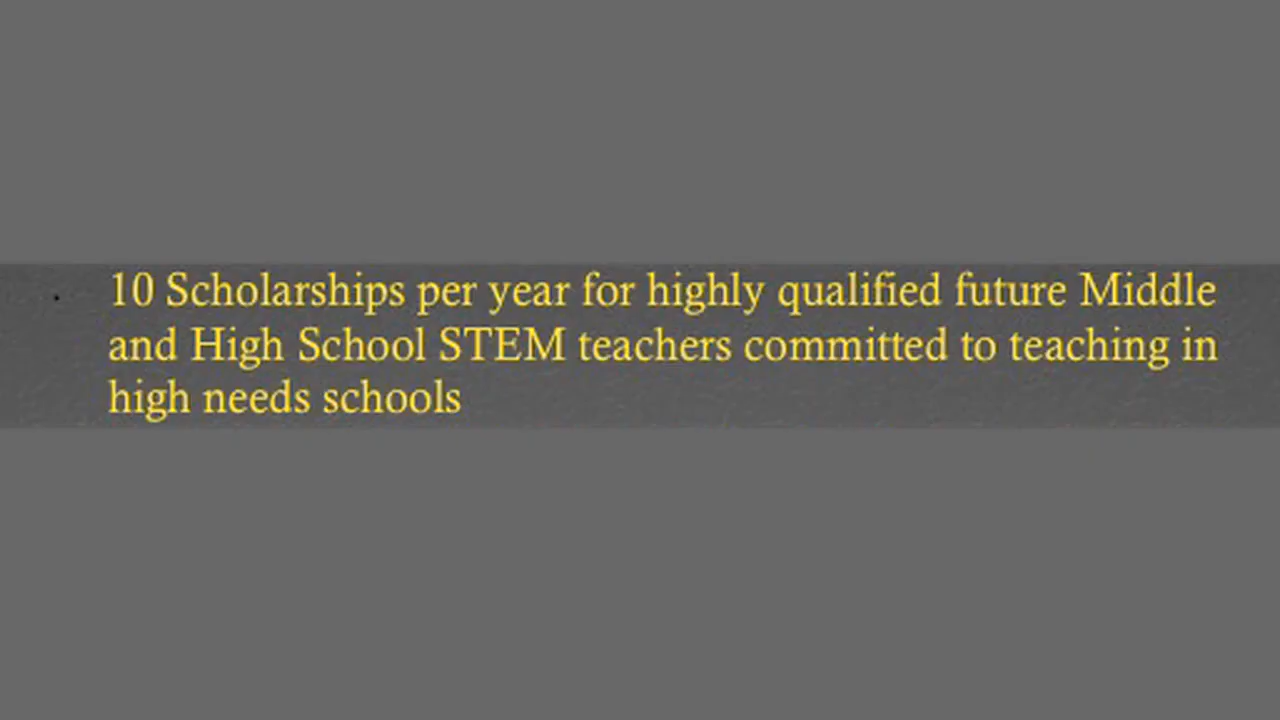 10 Scholarships per year for highly qualified future Middle
and High School STEM teachers committed to teaching in
high needs schools